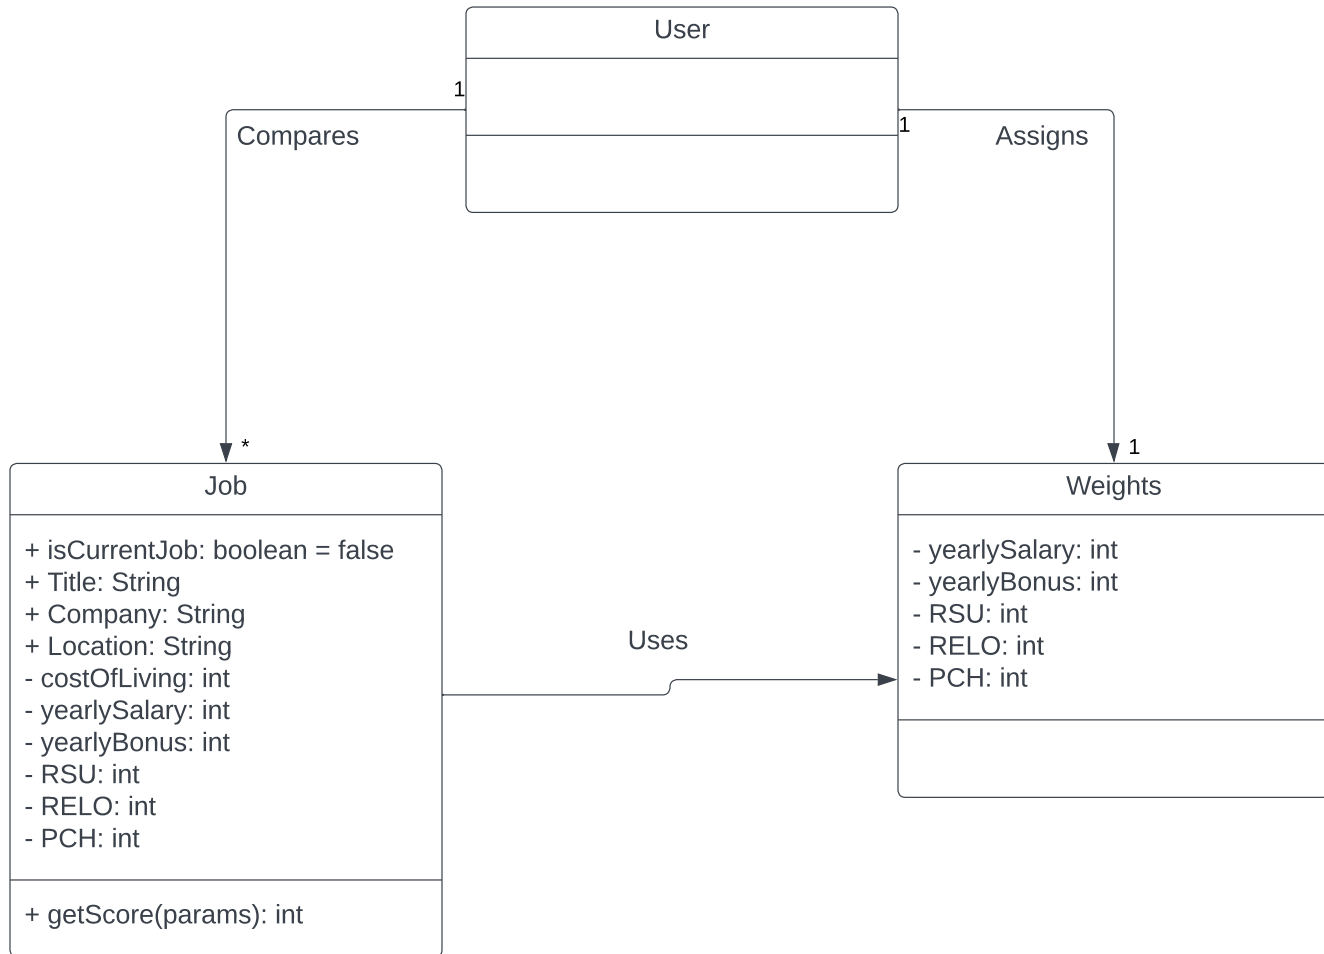 User
1
Compares
1
Assigns
*
1
Job
+ isCurrentJob: boolean = false
+ Title: String
+ Company: String
+ Location: String
- costOfLiving: int
- yearlySalary: int
- yearlyBonus: int
- RSU: int
- RELO: int
- PCH: int
+ getScore(params): int
Uses
Weights
- yearlySalary: int
- yearlyBonus: int
- RSU: int
- RELO: int
- PCH: int